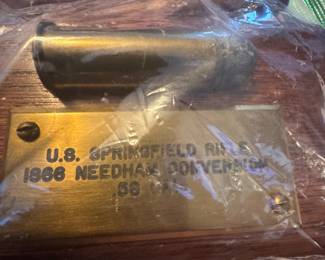 U.S. SPRINGFIELD RIFLE
1866 NEEDHAM CONVERSION
.58 CAL